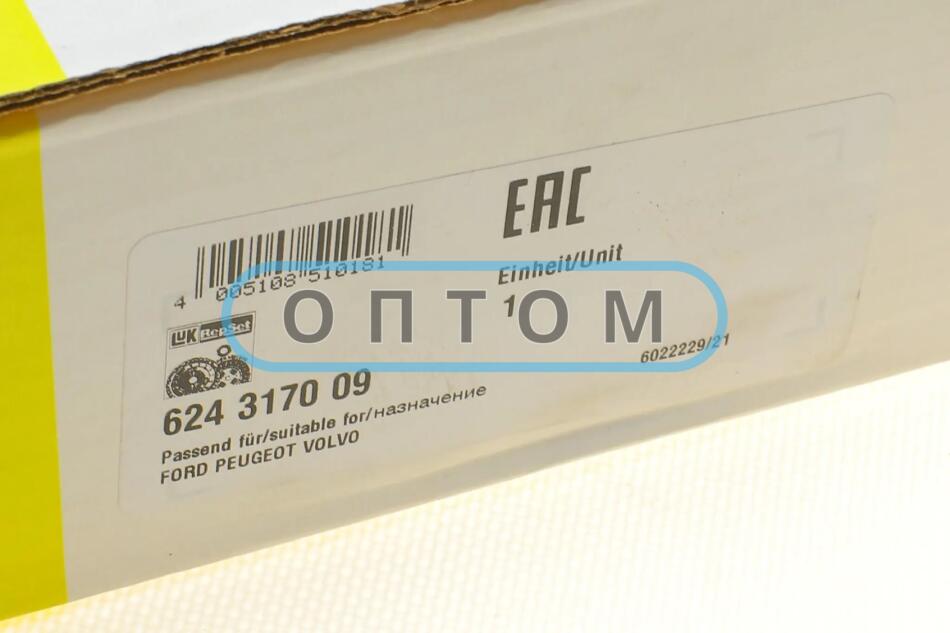 EAC
4 005108 510181
Einheit/Unit
1
ОПТОМ
LUK RepSet
6022229/21
624 3170 09
Passend für/suitable for/назначение
FORD PEUGEOT VOLVO